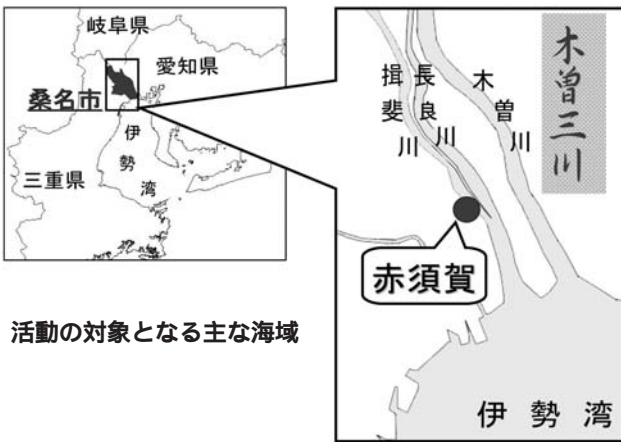 岐阜県
愛知県
桑名市
伊勢湾
三重県
活動の対象となる主な海域
木曽三川
揖斐川
長良川
木曽川
赤須賀
伊勢湾